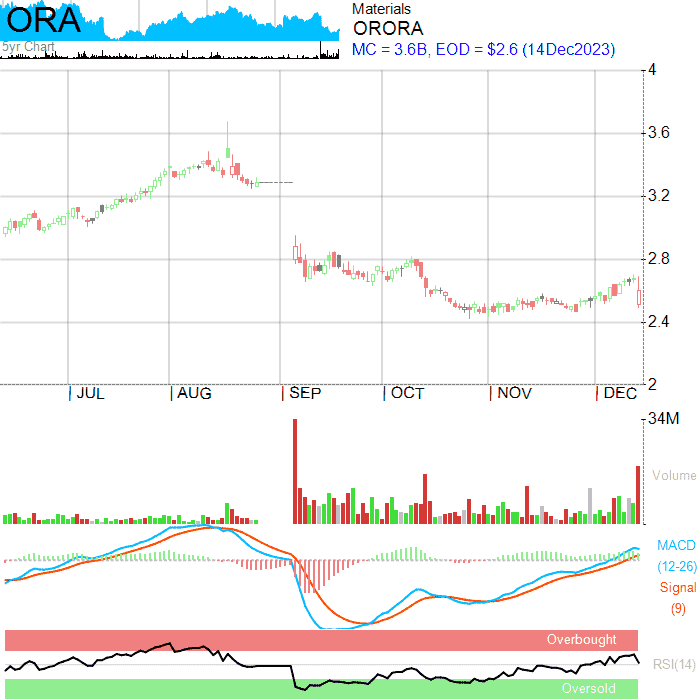 ORA
5yr Chart
Materials
ORORA
MC = 3.6B, EOD = $2.6 (14Dec2023)
4
3.6
3.2
2.8
2.4
2
JUL
AUG
SEP
OCT
NOV
DEC
34M
Volume
MACD
(12-26)
Signal
(9)
Overbought
RSI(14)
Oversold